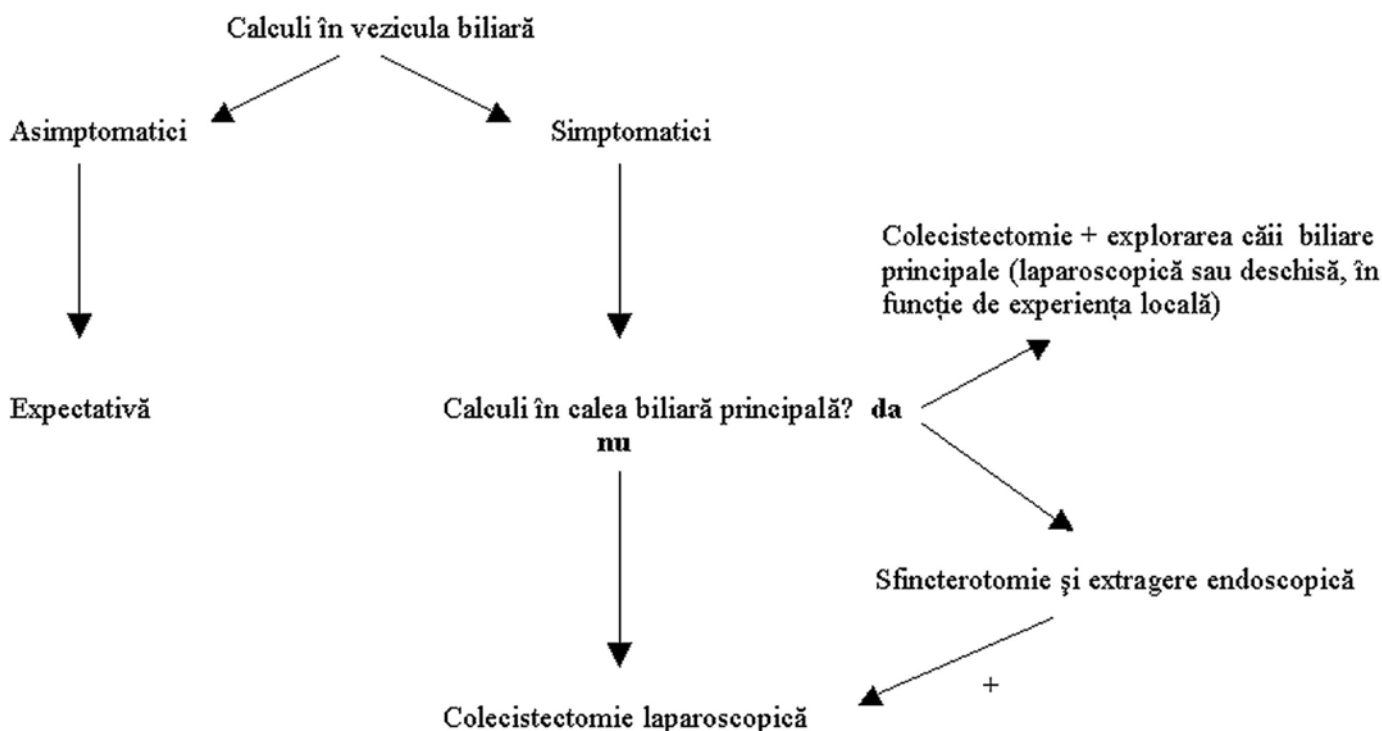 Calculi în vezicula biliară
Asimptomatici
Simptomatici
Colecistectomie + explorarea căii biliare
principale (laparoscopică sau deschisă, în
funcție de experiența locală)
Expectativă
Calculi în calea biliară principală? da
nu
Sfincterotomie şi extragere endoscopică
+
Colecistectomie laparoscopică